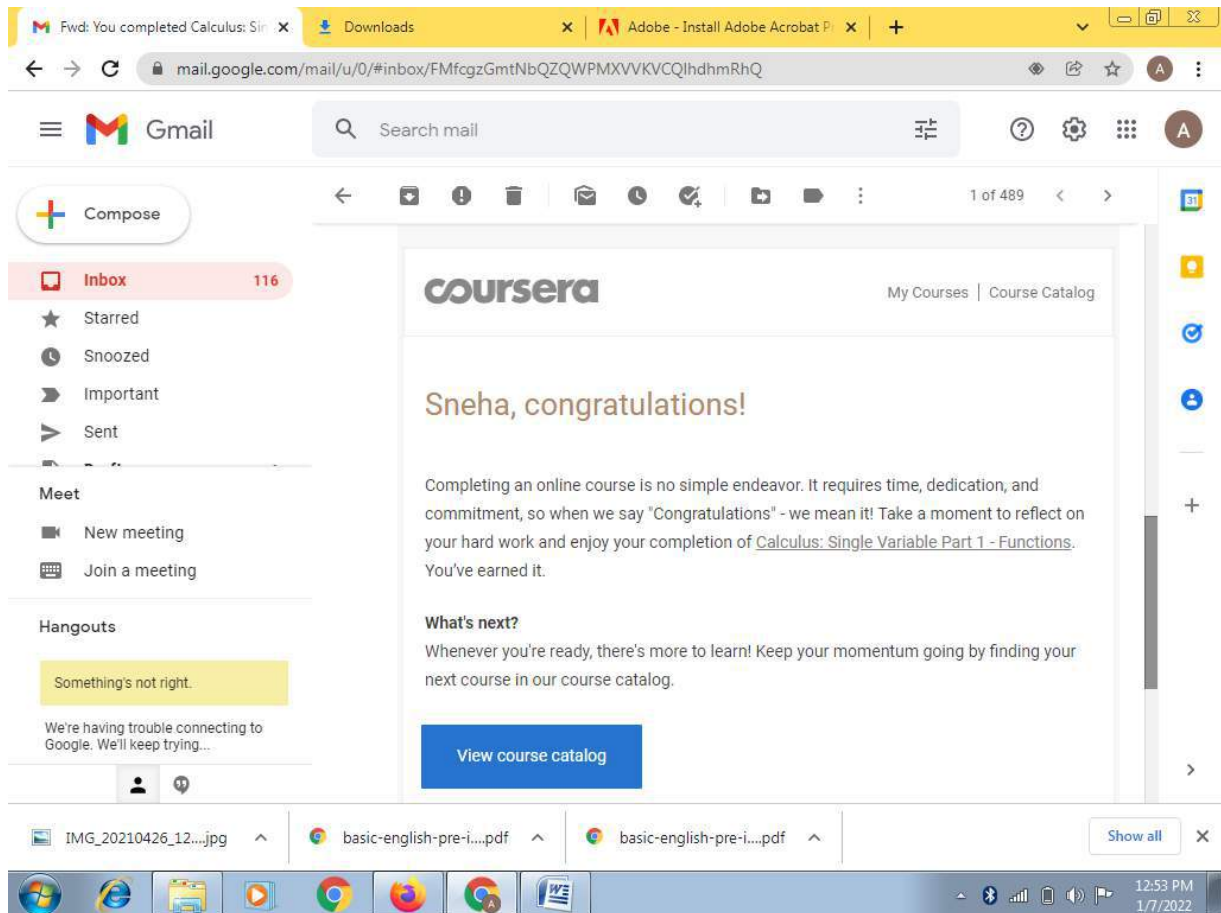 Fwd: You completed Calculus: Sin
Downloads
Adobe - Install Adobe Acrobat P
mail.google.com/mail/u/0/#inbox/FMfcgzGmtNbQZQWPMXVVKVCQlhdhmRhQ
A
Gmail
Search mail
A
Compose
1 of 489
31
Inbox 116
Starred
Snoozed
Important
Sent
coursera
My Courses | Course Catalog
Sneha, congratulations!
Completing an online course is no simple endeavor. It requires time, dedication, and
commitment, so when we say "Congratulations" - we mean it! Take a moment to reflect on
your hard work and enjoy your completion of Calculus: Single Variable Part 1 - Functions.
You've earned it.
What's next?
Whenever you're ready, there's more to learn! Keep your momentum going by finding your
next course in our course catalog.
View course catalog
Meet
New meeting
Join a meeting
Hangouts
Something's not right.
We're having trouble connecting to
Google. We'll keep trying...
IMG_20210426_12....jpg
basic-english-pre-i....pdf
basic-english-pre-i....pdf
Show all
A
W
12:53 PM
1/7/2022